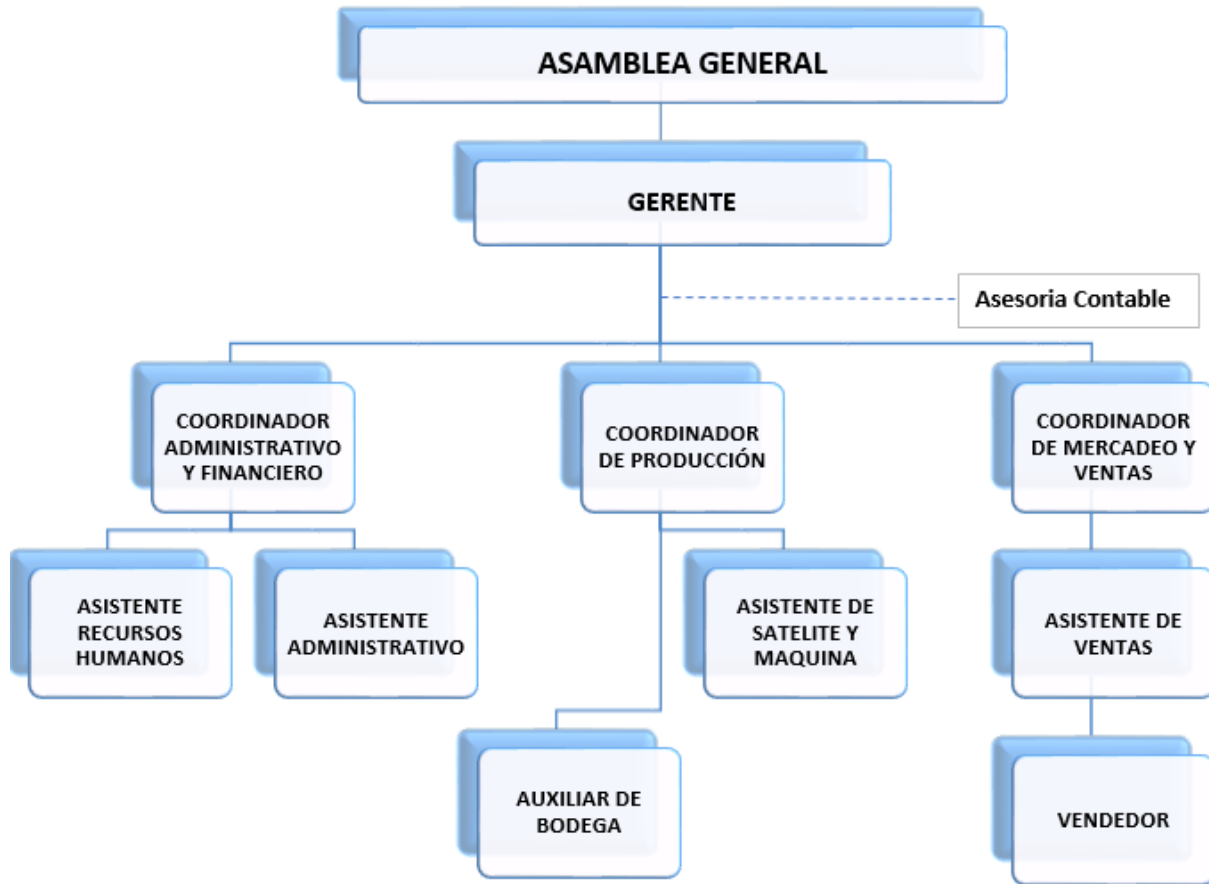 ASAMBLEA GENERAL
GERENTE
Asesoria Contable
COORDINADOR
ADMINISTRATIVO
Y FINANCIERO
COORDINADOR
DE PRODUCCIÓN
COORDINADOR
DE MERCADEO Y
VENTAS
ASISTENTE
RECURSOS
HUMANOS
ASISTENTE
ADMINISTRATIVO
ASISTENTE DE
SATELITE Y
MAQUINA
ASISTENTE DE
VENTAS
AUXILIAR DE
BODEGA
VENDEDOR